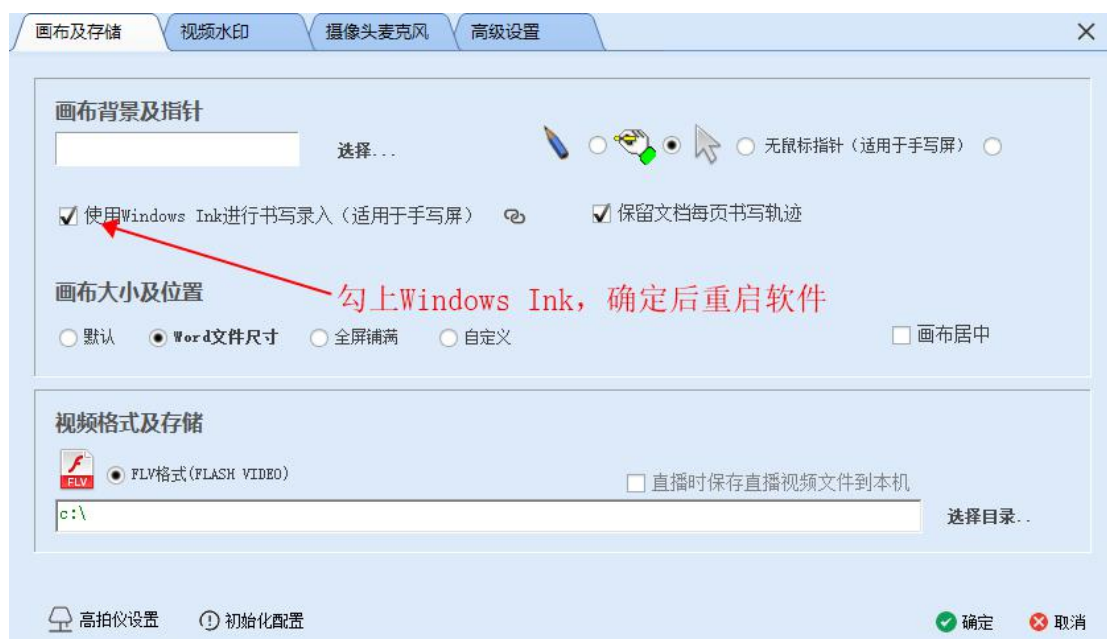 画布及存储 视频水印 摄像头麦克风 高级设置
画布背景及指针
选择... 无鼠标指针（适用于手写屏）
使用Windows Ink进行书写录入（适用于手写屏） 保留文档每页书写轨迹
画布大小及位置
勾上Windows Ink，确定后重启软件
默认 Word文件尺寸 全屏铺满 自定义 画布居中
视频格式及存储
FLV FLV格式(FLASH VIDEO) 直播时保存直播视频文件到本机
c:\ 选择目录..
高拍仪设置 初始化配置 确定 取消